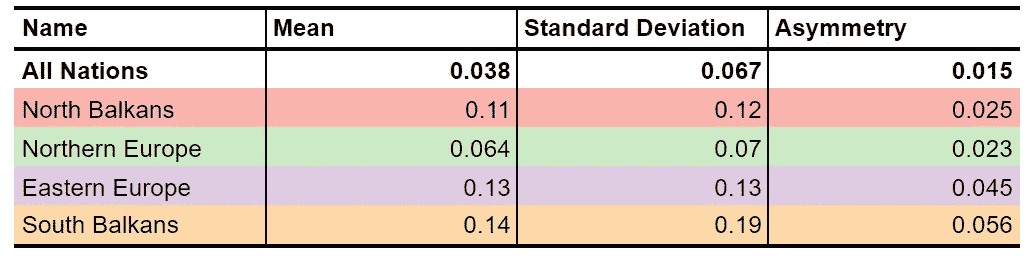 Name Mean Standard Deviation Asymmetry
All Nations 0.038 0.067 0.015
North Balkans 0.11 0.12 0.025
Northern Europe 0.064 0.07 0.023
Eastern Europe 0.13 0.13 0.045
South Balkans 0.14 0.19 0.056